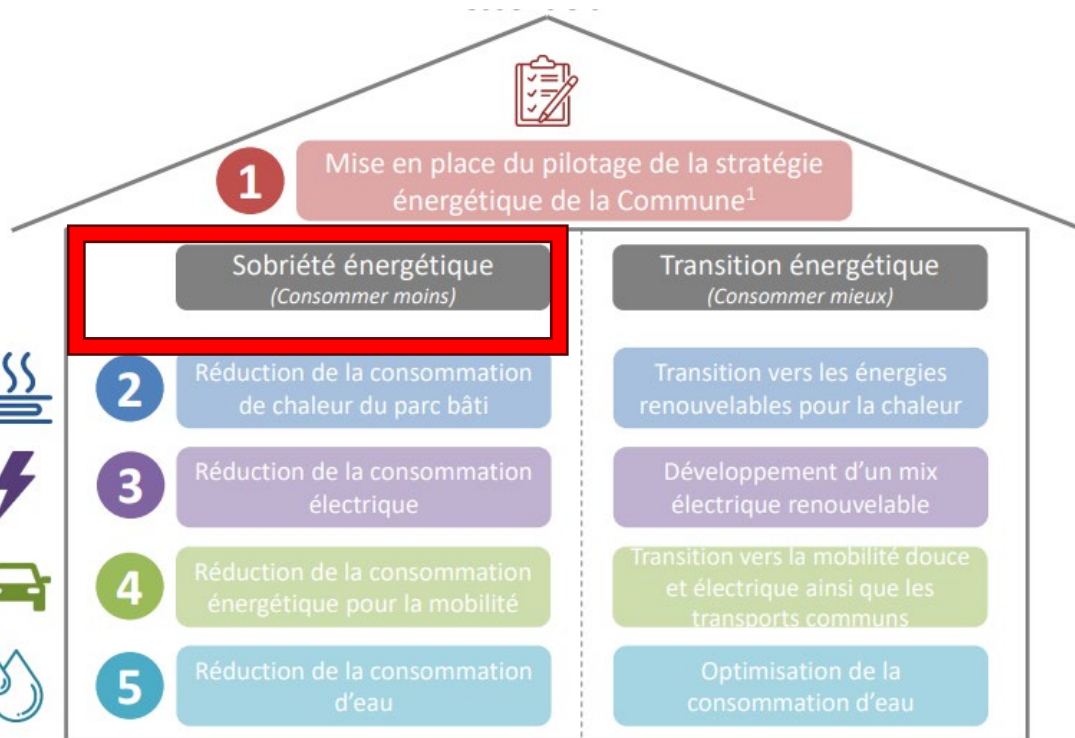 1
Mise en place du pilotage de la stratégie
énergétique de la Commune¹
Sobriété énergétique
(Consommer moins)
Transition énergétique
(Consommer mieux)
2
Réduction de la consommation
de chaleur du parc bâti
Transition vers les énergies
renouvelables pour la chaleur
3
Réduction de la consommation
électrique
Développement d'un mix
électrique renouvelable
4
Réduction de la consommation
énergétique pour la mobilité
Transition vers la mobilité douce
et électrique ainsi que les
transports communs
5
Réduction de la consommation
d'eau
Optimisation de la
consommation d'eau